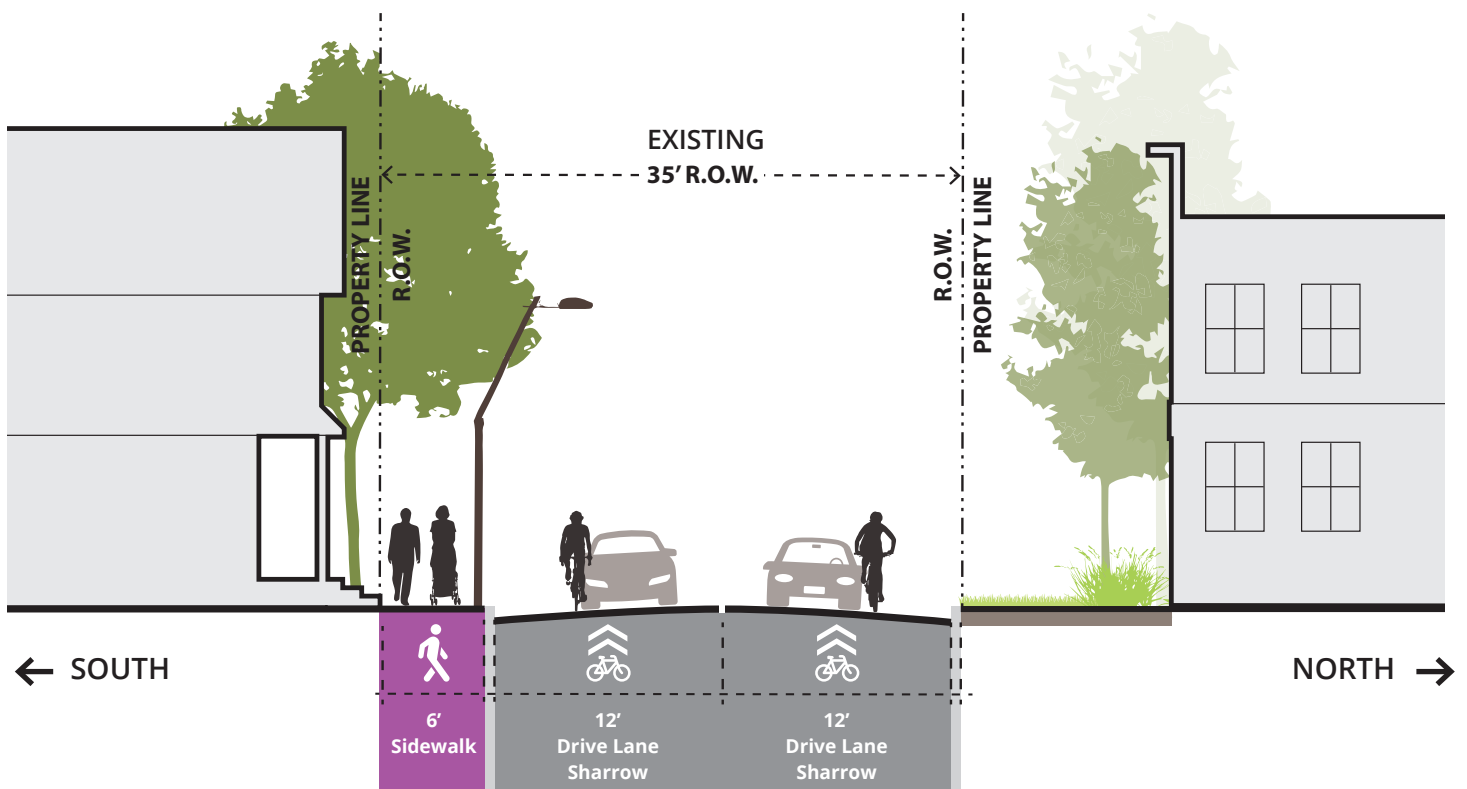 EXISTING
35’ R.O.W.
PROPERTY LINE
R.O.W.
R.O.W.
PROPERTY LINE
SOUTH
NORTH
6’
Sidewalk
12’
Drive Lane
Sharrow
12’
Drive Lane
Sharrow